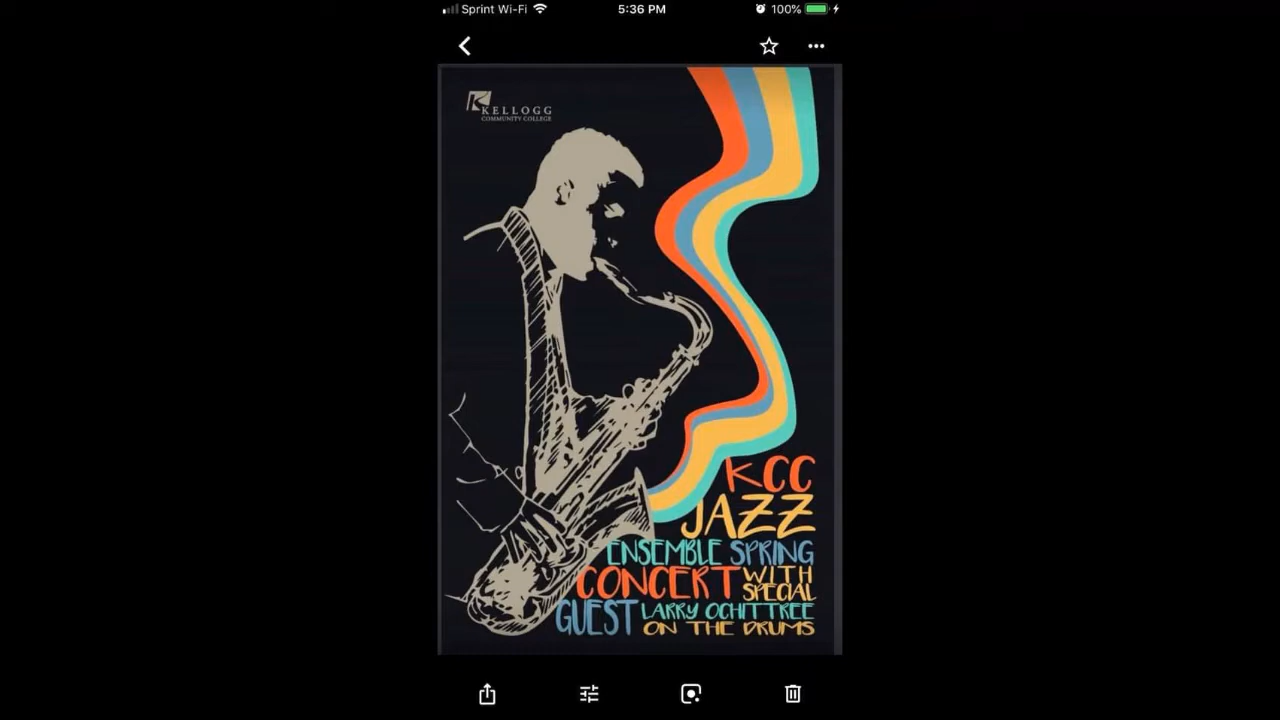 Sprint Wi-Fi 5:36 PM 100%
KELLOGG
COMMUNITY COLLEGE
KCC
JAZZ
ENSEMBLE SPRING
CONCERT WITH SPECIAL
GUEST LARRY OCHITTREE
ON THE DRUMS